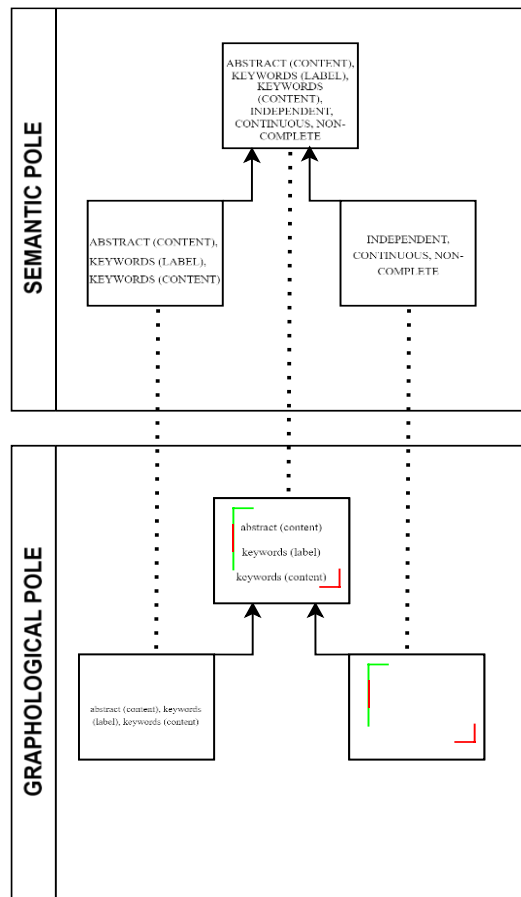 SEMANTIC POLE
ABSTRACT (CONTENT),
KEYWORDS (LABEL),
KEYWORDS
(CONTENT),
INDEPENDENT,
CONTINUOUS, NON-
COMPLETE
ABSTRACT (CONTENT),
KEYWORDS (LABEL),
KEYWORDS (CONTENT)
INDEPENDENT,
CONTINUOUS, NON-
COMPLETE
GRAPHOLOGICAL POLE
abstract (content)
keywords (label)
keywords (content)
abstract (content), keywords
(label), keywords (content)